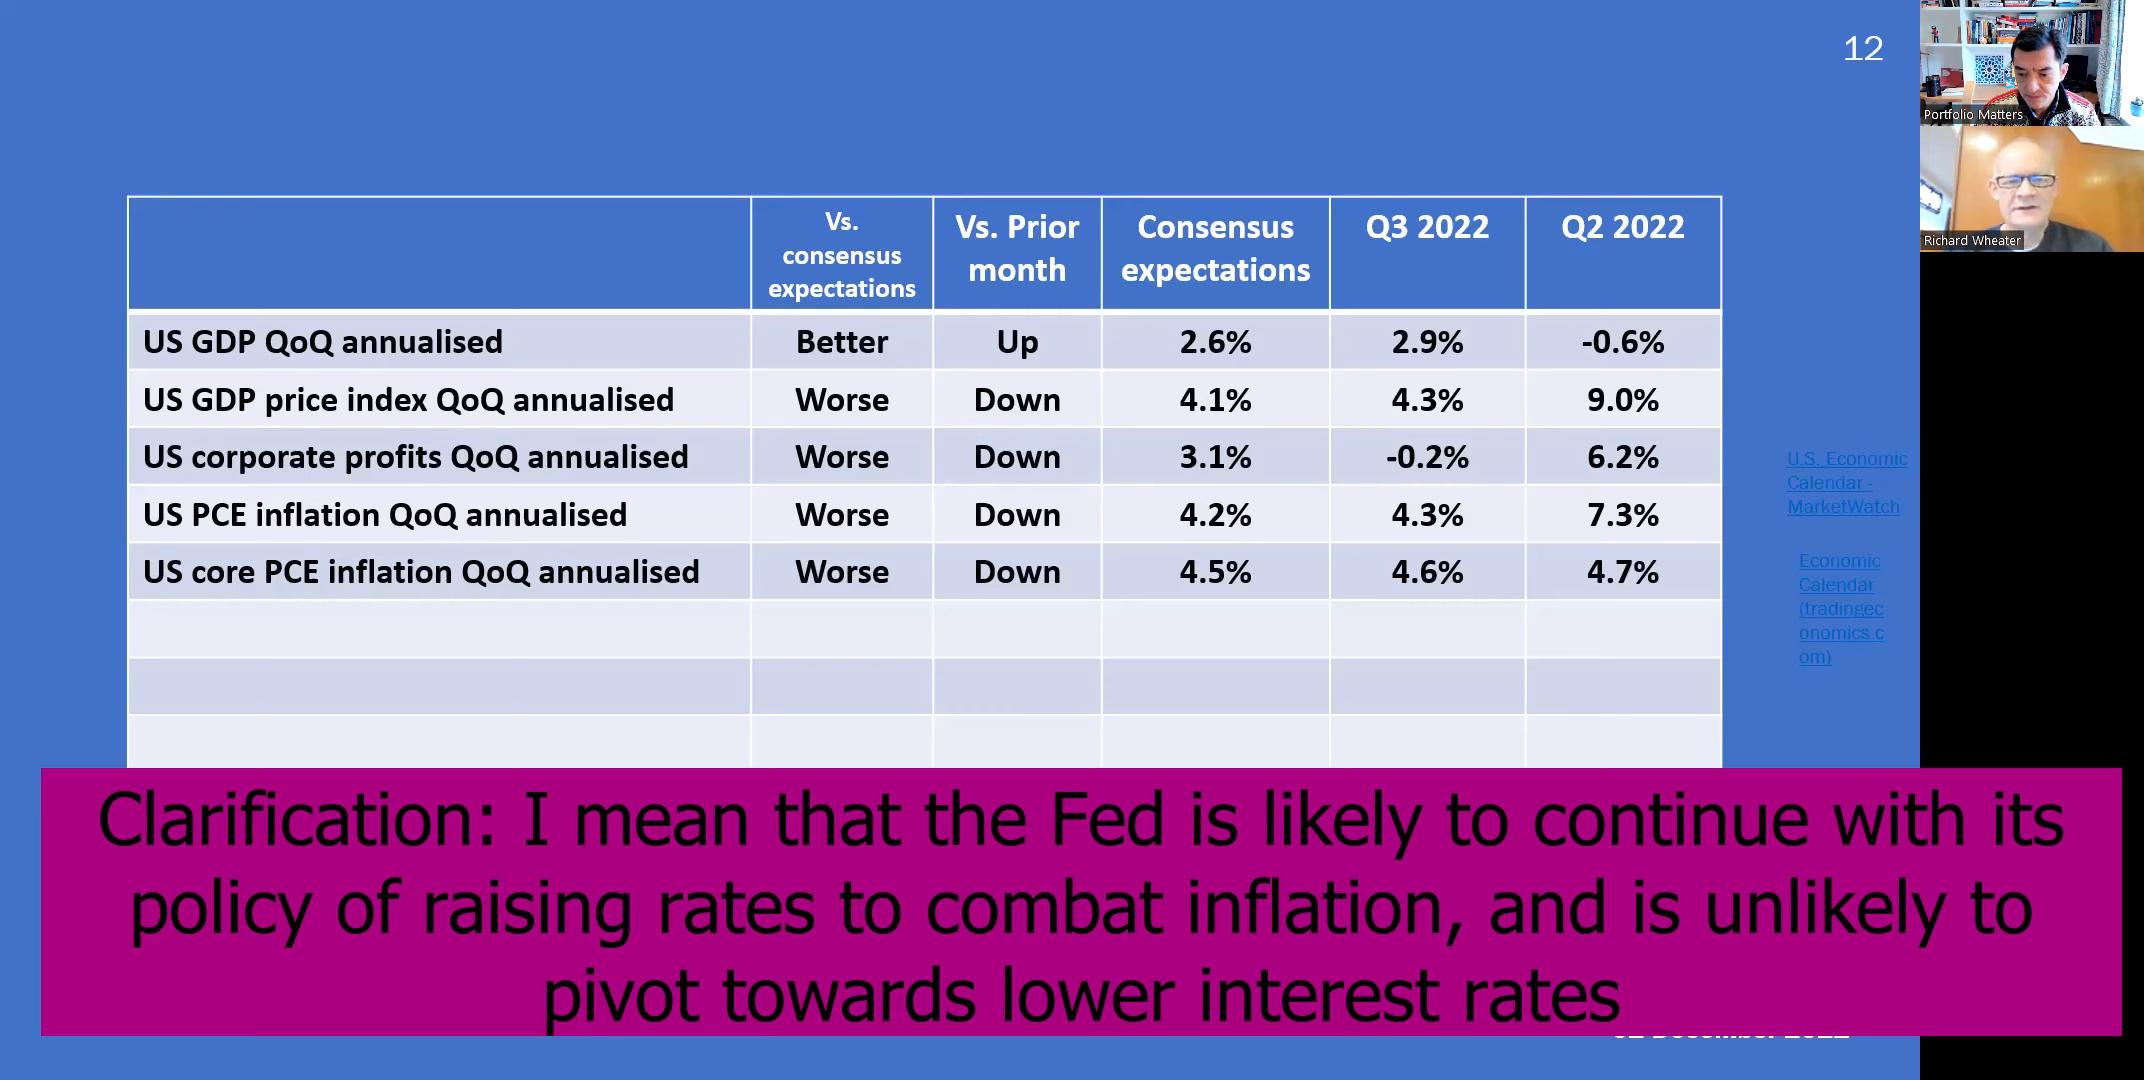 12
Portfolio Matters
Richard Wheater
Vs. consensus expectations Vs. Prior month Consensus expectations Q3 2022 Q2 2022
US GDP QoQ annualised Better Up 2.6% 2.9% -0.6%
US GDP price index QoQ annualised Worse Down 4.1% 4.3% 9.0%
US corporate profits QoQ annualised Worse Down 3.1% -0.2% 6.2%
US PCE inflation QoQ annualised Worse Down 4.2% 4.3% 7.3%
US core PCE inflation QoQ annualised Worse Down 4.5% 4.6% 4.7%
U.S. Economic
Calendar -
MarketWatch
Economic
Calendar
(tradingec
onomics.c
om)
Clarification: I mean that the Fed is likely to continue with its
policy of raising rates to combat inflation, and is unlikely to
pivot towards lower interest rates